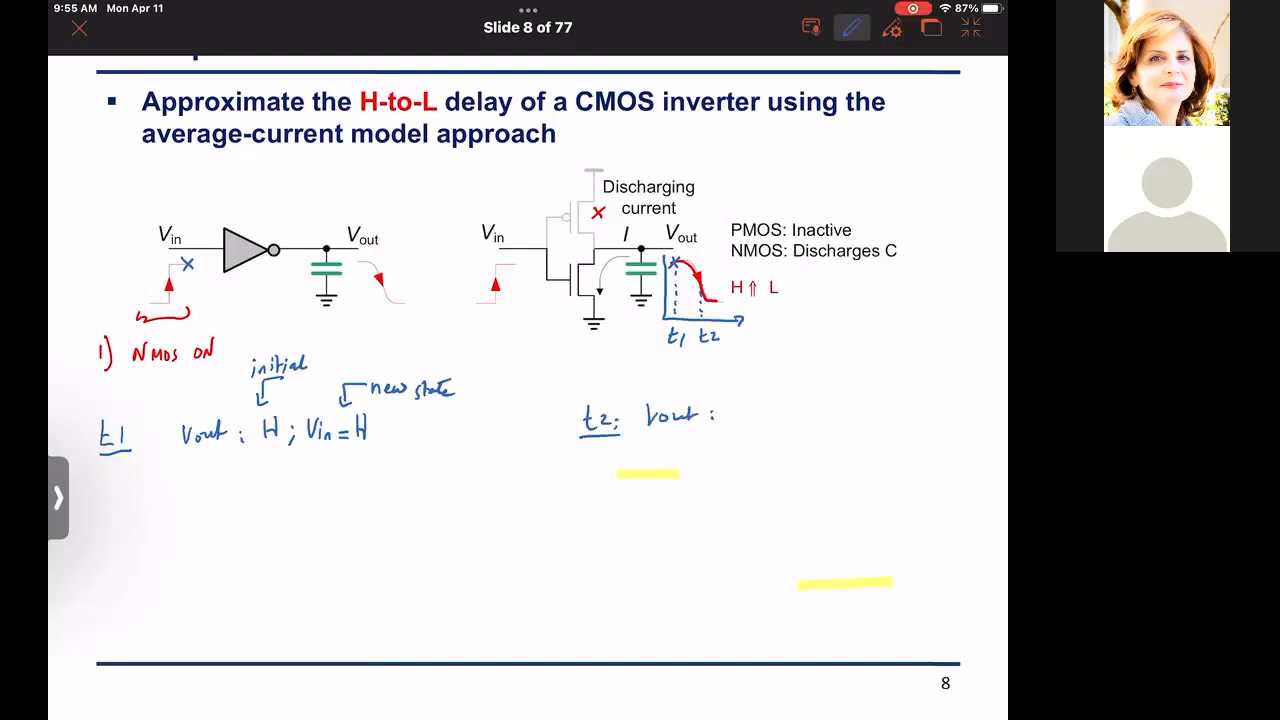 9:55 AM Mon Apr 11
87%
Slide 8 of 77
▪ Approximate the H-to-L delay of a CMOS inverter using the
average-current model approach
Discharging
current
Vin
Vout
Vin
I
Vout
PMOS: Inactive
NMOS: Discharges C
H ⇑ L
t1 t2
1) NMOS ON
initial
new state
t1 Vout : H ; Vin = H
t2: Vout :
8